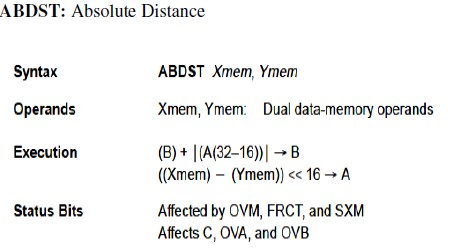 ABDST: Absolute Distance
Syntax ABDST Xmem, Ymem
Operands Xmem, Ymem: Dual data-memory operands
Execution (B) + |(A(32–16))| → B
((Xmem) – (Ymem)) << 16 → A
Status Bits Affected by OVM, FRCT, and SXM
Affects C, OVA, and OVB